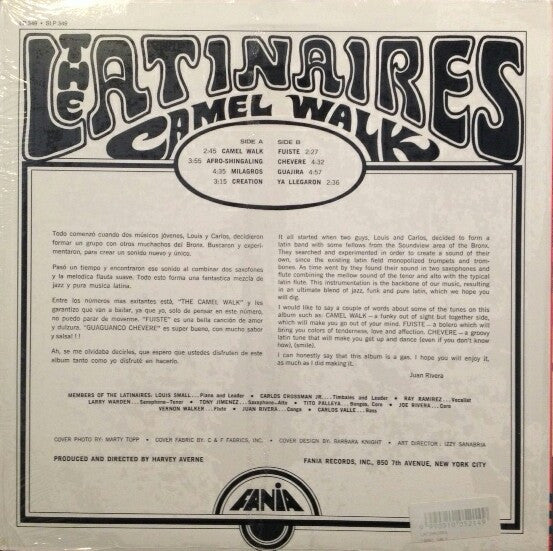 LP 349 • SLP 349
THE LATINAIRES
CAMEL WALK
SIDE A
2:45 CAMEL WALK
3:55 AFRO-SHINGALING
4:35 MILAGROS
3:15 CREATION
SIDE B
FUISTE 2:27
CHEVERE 4:32
GUAJIRA 4:57
YA LLEGARON 2:36
Todo comenzó cuando dos músicos jóvenes, Louis y Carlos, decidieron
formar un grupo con otros muchachos del Bronx. Buscaron y experi-
mentaron, para crear un sonido nuevo y único.
Pasó un tiempo y encontraron ese sonido al combinar dos saxofones
y la melodica flauta suave. Todo esto forma una fantastica mezcla de
jazz y pura musica latina.
Entre los números mas exitantes está, "THE CAMEL WALK" y les
garantizo que van a bailar, ya que yo, solo de pensar en este número,
no puedo parar de moverme. "FUISTE" es una bella canción de amor
y dulzura. "GUAGUANCO CHEVERE" es super bueno, con mucho sabor
y salsa!!!
Ah, se me olvidaba decirles, que espero que ustedes disfruten de este
album tanto como yo disfruté en hacerlo.
It all started when two guys, Louis and Carlos, decided to form a
latin band with some fellows from the Soundview area of the Bronx.
They searched and experimented in order to create a sound of their
own, since the existing latin field monopolized trumpets and trom-
bones. As time went by they found their sound in two saxophones and
flute combining the mellow sound of the tenor and alto with the typical
latin flute. This instrumentation is the backbone of our music, resulting
in an ultimate blend of jazz, funk and pure latin, which we hope you
will dig.
I would like to say a couple of words about some of the tunes on this
album such as: CAMEL WALK — a funky out of sight but together side,
which will make you go out of your mind. FUISTE — a bolero which will
bring you colors of tenderness, love and affection. CHEVERE — a groovy
latin tune that will make you get up and dance (even if you don't know
how), (smile).
I can honestly say that this album is a gas. I hope you will enjoy it,
as much as I did making it.
Juan Rivera
MEMBERS OF THE LATINAIRES: LOUIS SMALL....Piano and Leader • CARLOS CROSSMAN JR....Timbales and Leader • RAY RAMIREZ....Vocalist
LARRY WARDEN....Saxophone-Tenor • TONY JIMENEZ....Saxophone-Alto • TITO PALLEYA....Bongos, Coro • JOE RIVERA....Coro
VERNON WALKER....Flute • JUAN RIVERA....Conga • CARLOS VALLE....Bass
COVER PHOTO BY: MARTY TOPP • COVER FABRIC BY: C & F FABRICS, INC. • COVER DESIGN BY: BARBARA KNIGHT • ART DIRECTOR: IZZY SANABRIA
PRODUCED AND DIRECTED BY HARVEY AVERNE
FANIA RECORDS, INC., 850 7th AVENUE, NEW YORK CITY
FANIA